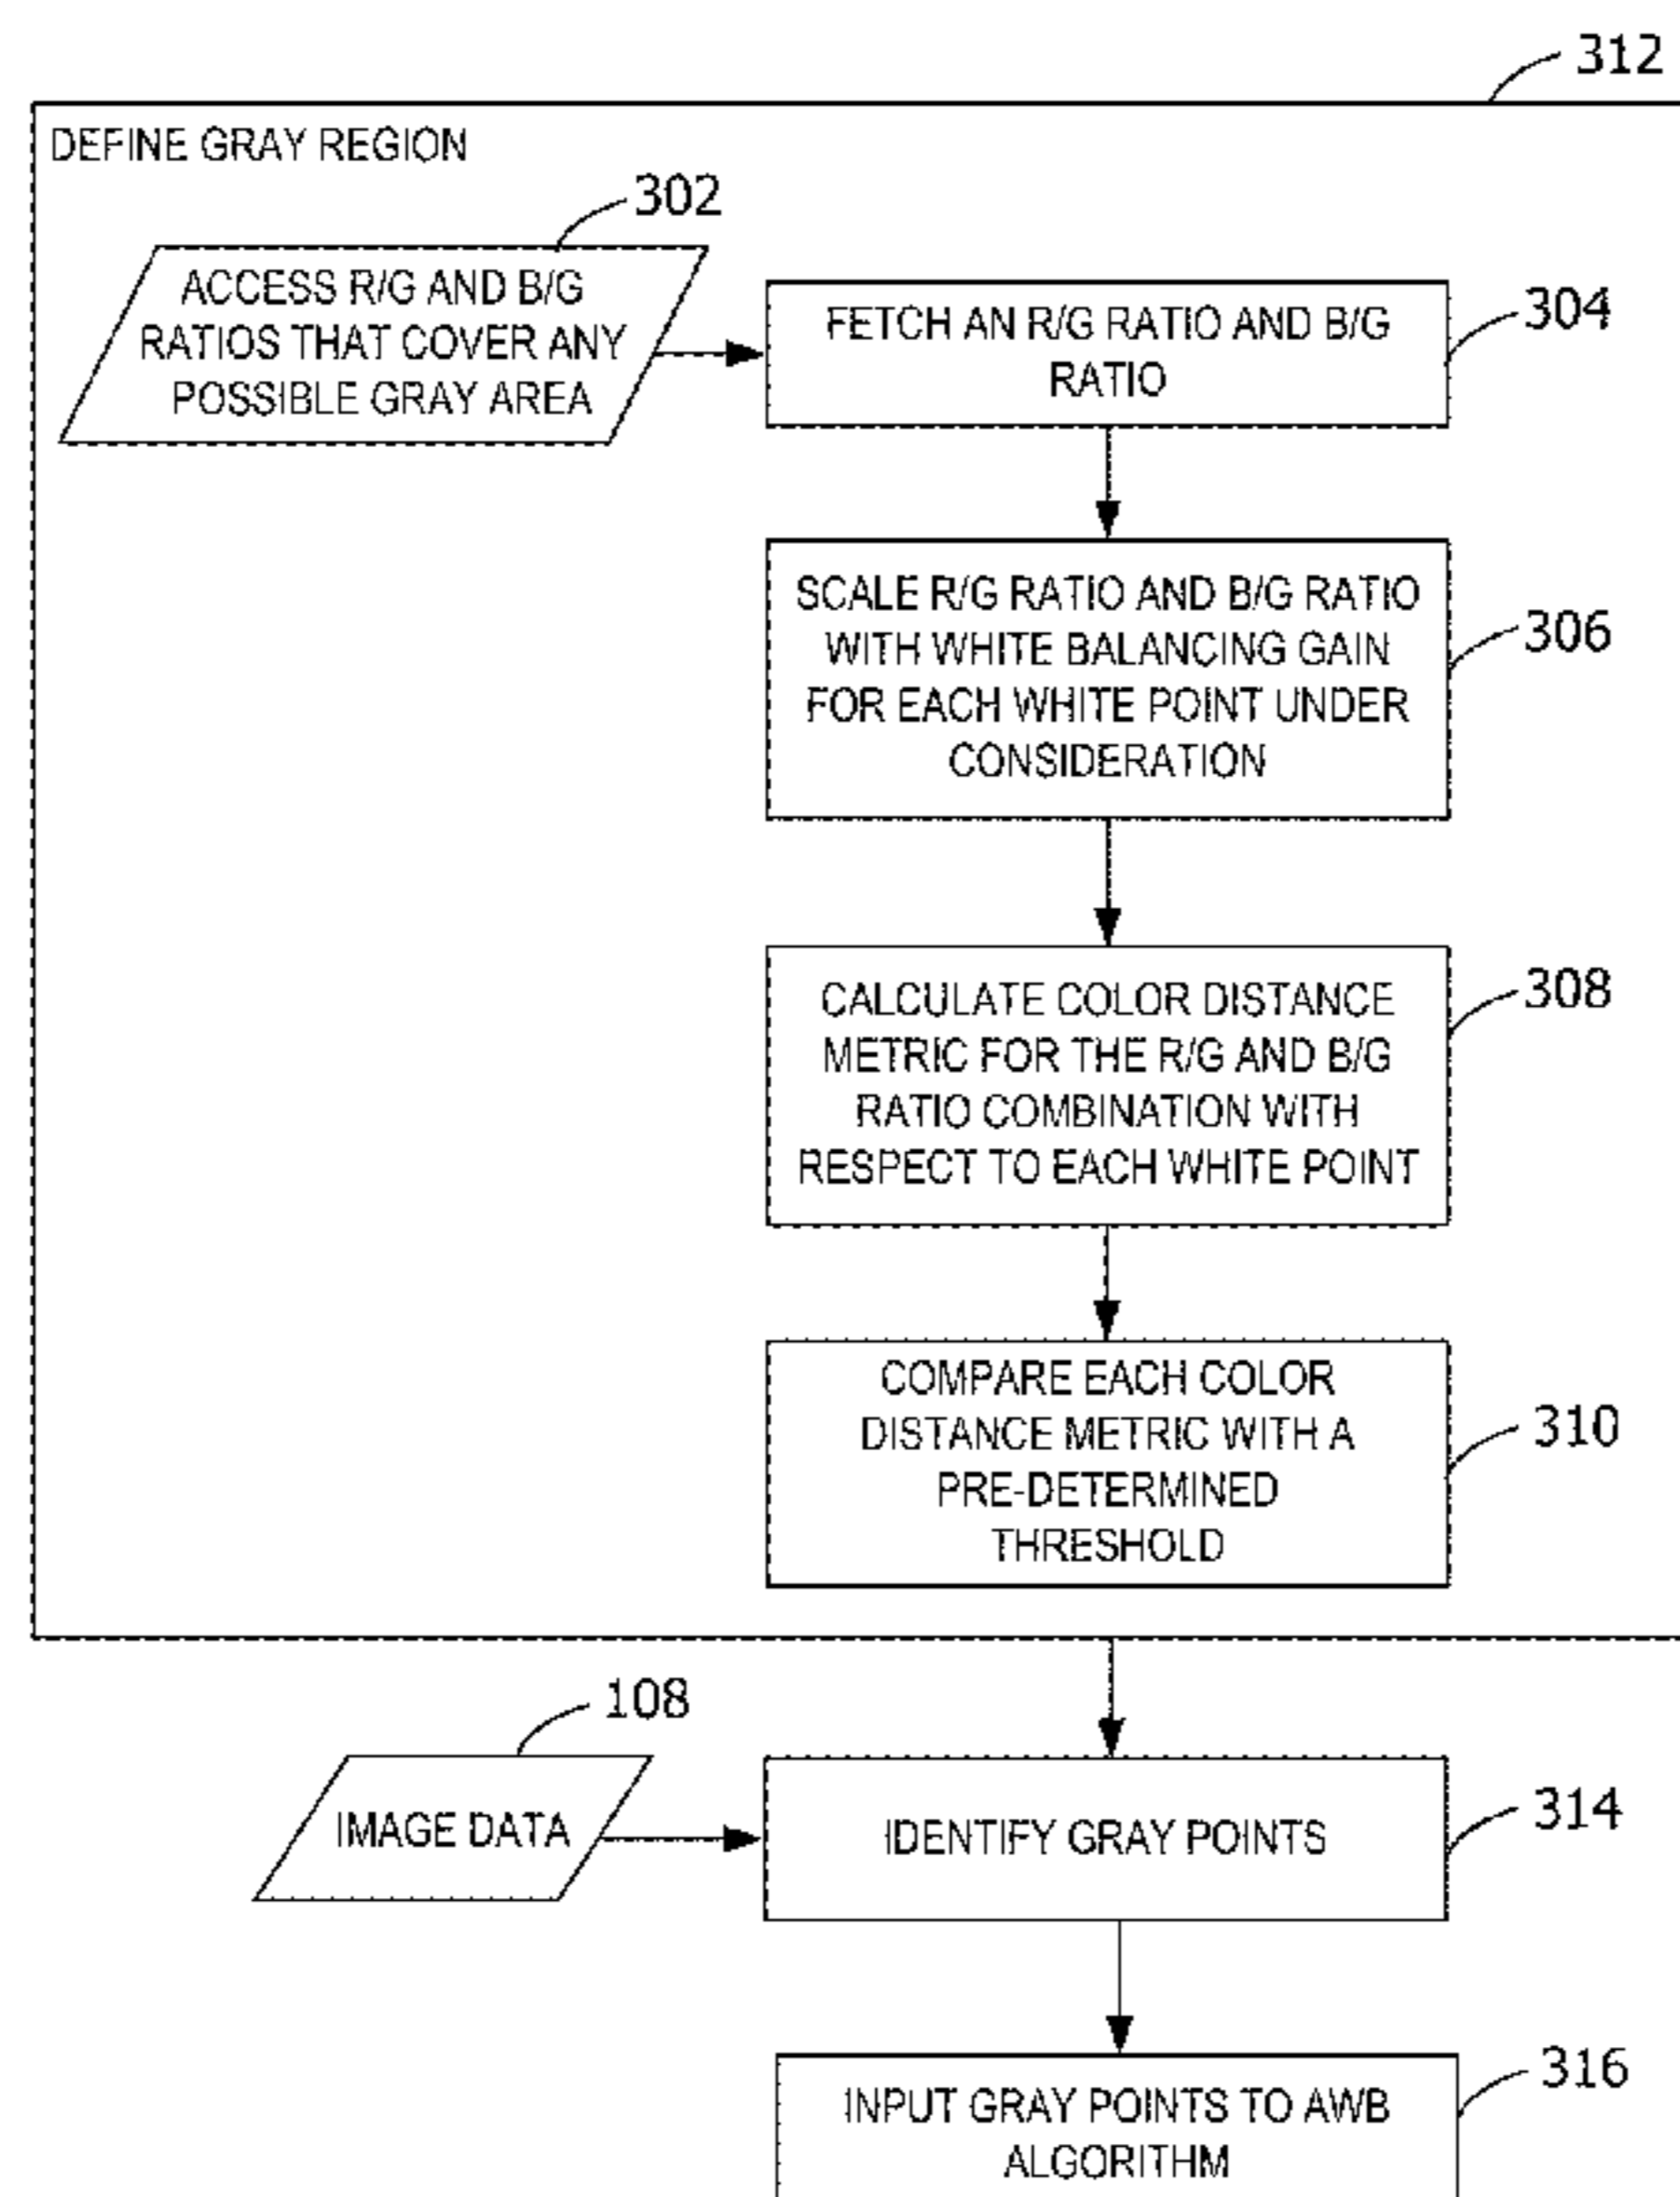 312
DEFINE GRAY REGION
302
ACCESS R/G AND B/G
RATIOS THAT COVER ANY
POSSIBLE GRAY AREA
FETCH AN R/G RATIO AND B/G
RATIO
304
SCALE R/G RATIO AND B/G RATIO
WITH WHITE BALANCING GAIN
FOR EACH WHITE POINT UNDER
CONSIDERATION
306
CALCULATE COLOR DISTANCE
METRIC FOR THE R/G AND B/G
RATIO COMBINATION WITH
RESPECT TO EACH WHITE POINT
308
COMPARE EACH COLOR
DISTANCE METRIC WITH A
PRE-DETERMINED
THRESHOLD
310
108
IMAGE DATA
IDENTIFY GRAY POINTS
314
INPUT GRAY POINTS TO AWB
ALGORITHM
316